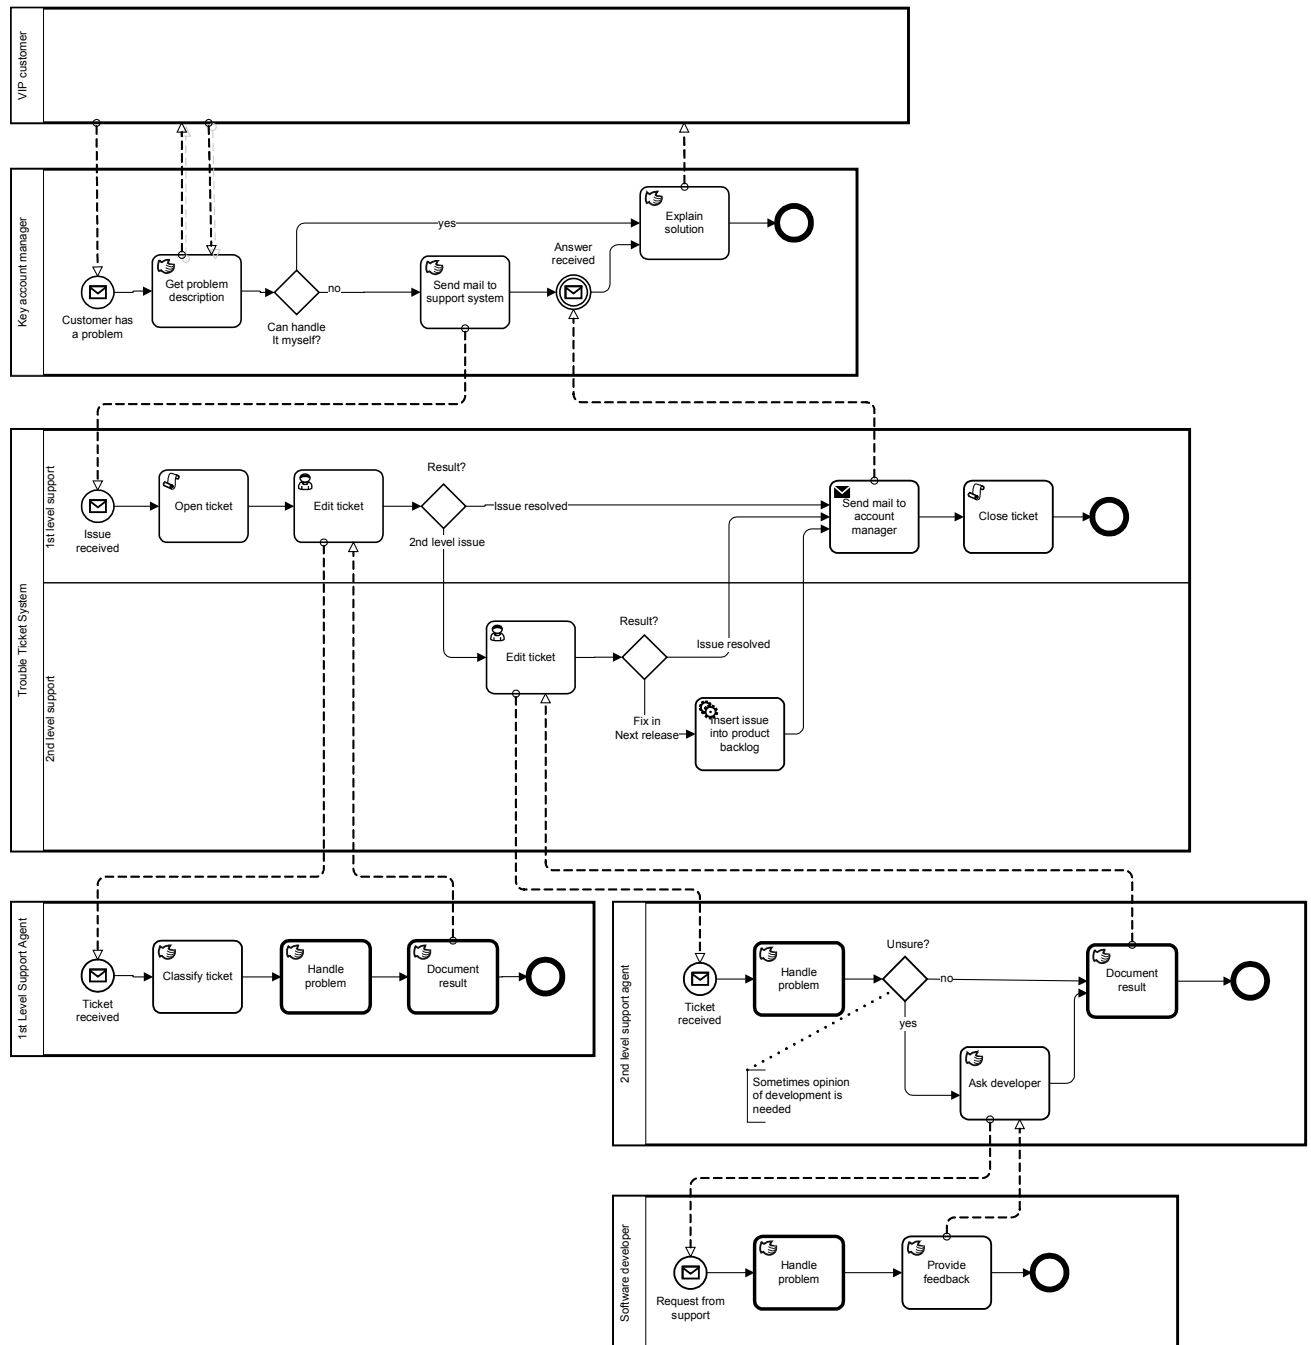 VIP customer
Key account manager
Customer has
a problem
Get problem
description
Can handle
It myself?
yes
no
Send mail to
support system
Answer
received
Explain
solution
Trouble Ticket System
1st level support
Issue
received
Open ticket
Edit ticket
Result?
Issue resolved
2nd level issue
Send mail to
account
manager
Close ticket
2nd level support
Edit ticket
Result?
Issue resolved
Fix in
Next release
Insert issue
into product
backlog
1st Level Support Agent
Ticket
received
Classify ticket
Handle
problem
Document
result
2nd level support agent
Ticket
received
Handle
problem
Unsure?
no
yes
Sometimes opinion
of development is
needed
Ask developer
Document
result
Software developer
Request from
support
Handle
problem
Provide
feedback